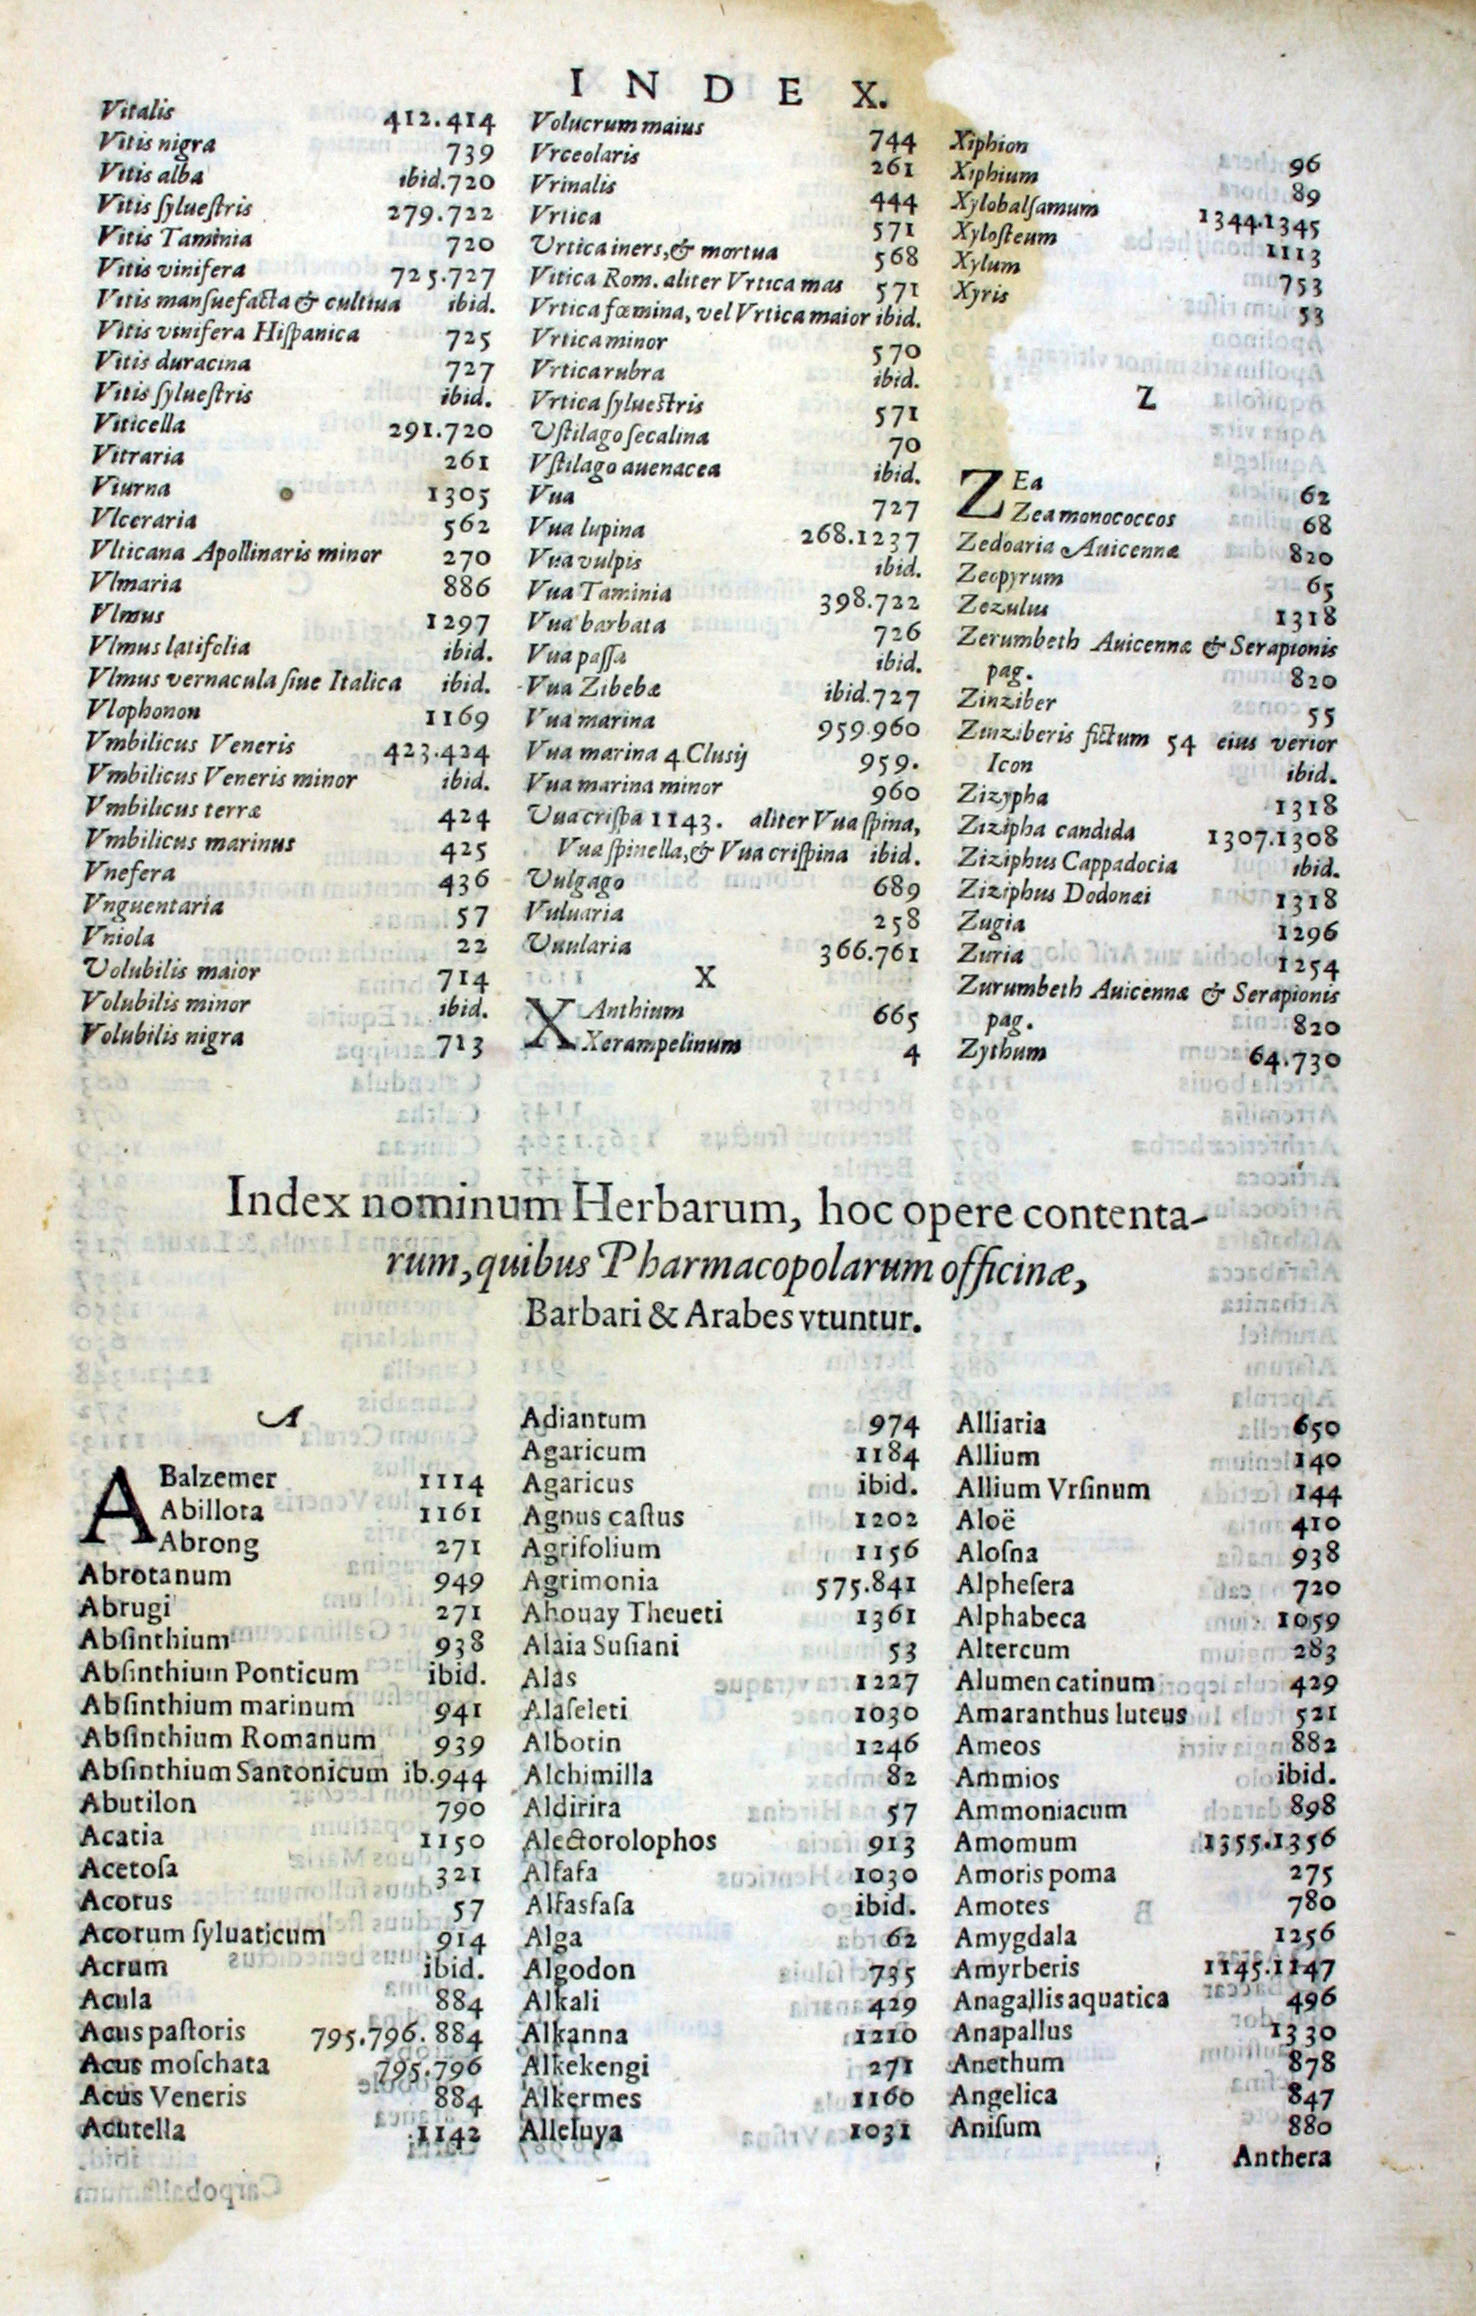 INDEX.
Vitalis 412.414
Vitis nigra 739
Vitis alba ibid.720
Vitis ſylueſtris 279.722
Vitis Taminia 720
Vitis vinifera 725.727
Vitis manſuefacta & cultiua ibid.
Vitis vinifera Hiſpanica 725
Vitis duracina 727
Vitis ſylueſtris ibid.
Viticella 291.720
Vitraria 261
Viurna 1305
Vlceraria 562
Vlticana Apollinaris minor 270
Vlmaria 886
Vlmus 1297
Vlmus latifolia ibid.
Vlmus vernacula ſiue Italica ibid.
Vlophonon 1169
Vmbilicus Veneris 423.424
Vmbilicus Veneris minor ibid.
Vmbilicus terræ 424
Vmbilicus marinus 425
Vnefera 436
Vnguentaria 57
Vniola 22
Volubilis maior 714
Volubilis minor ibid.
Volubilis nigra 713
Volucrum maius 744
Vrceolaris 261
Vrinalis 444
Vrtica 571
Vrtica iners, & mortua 568
Vitica Rom. aliter Vrtica mas 571
Vrtica fœmina, vel Vrtica maior ibid.
Vrtica minor 570
Vrtica rubra ibid.
Vrtica ſylueſtris 571
Vſtilago ſecalina 70
Vſtilago auenacea ibid.
Vua 727
Vua lupina 268.1237
Vua vulpis ibid.
Vua Taminia 398.722
Vua barbata 726
Vua paſſa ibid.
Vua Zibebæ ibid.727
Vua marina 959.960
Vua marina 4 Cluſij 959.
Vua marina minor 960
Vua criſpa 1143. aliter Vua ſpina,
Vua ſpinella, & Vua criſpina ibid.
Vulgago 689
Vuluaria 258
Vuularia 366.761
X
XAnthium 665
Xerampelinum 4
Xiphion 96
Xiphium 89
Xylobalſamum 1344.1345
Xyloſteum 1113
Xylum 753
Xyris 53
Z
ZEa 62
Zea monococcos 68
Zedoaria Auicennæ 820
Zeopyrum 65
Zezulus 1318
Zerumbeth Auicennæ & Serapionis
pag. 820
Zinziber 55
Zinziberis fictum 54 eius verior
Icon ibid.
Zizypha 1318
Zizipha candida 1307.1308
Ziziphus Cappadocia ibid.
Ziziphus Dodonæi 1318
Zugia 1296
Zuria 1254
Zurumbeth Auicennæ & Serapionis
pag. 820
Zythum 64.730
Index nominum Herbarum, hoc opere contenta-
rum, quibus Pharmacopolarum officinæ,
Barbari & Arabes vtuntur.
A
ABalzemer 1114
Abillota 1161
Abrong 271
Abrotanum 949
Abrugi 271
Abſinthium 938
Abſinthium Ponticum ibid.
Abſinthium marinum 941
Abſinthium Romanum 939
Abſinthium Santonicum ib.944
Abutilon 790
Acatia 1150
Acetoſa 321
Acorus 57
Acorum ſyluaticum 914
Acrum ibid.
Acula 884
Acus paſtoris 795.796.884
Acus moſchata 795.796
Acus Veneris 884
Acutella 1142
Adiantum 974
Agaricum 1184
Agaricus ibid.
Agnus caſtus 1202
Agrifolium 1156
Agrimonia 575.841
Ahouay Theueti 1361
Alaia Suſiani 53
Alas 1227
Alaſeleti 1030
Albotin 1246
Alchimilla 82
Aldirira 57
Alectorolophos 913
Alfafa 1030
Alfasfaſa ibid.
Alga 62
Algodon 735
Alkali 429
Alkanna 1210
Alkekengi 271
Alkermes 1160
Alleluya 1031
Alliaria 650
Allium 140
Allium Vrſinum 144
Aloë 410
Aloſna 938
Alpheſera 720
Alphabeca 1059
Altercum 283
Alumen catinum 429
Amaranthus luteus 521
Ameos 882
Ammios ibid.
Ammoniacum 898
Amomum 1355.1356
Amoris poma 275
Amotes 780
Amygdala 1256
Amyrberis 1145.1147
Anagallis aquatica 496
Anapallus 1330
Anethum 878
Angelica 847
Aniſum 880
Anthera